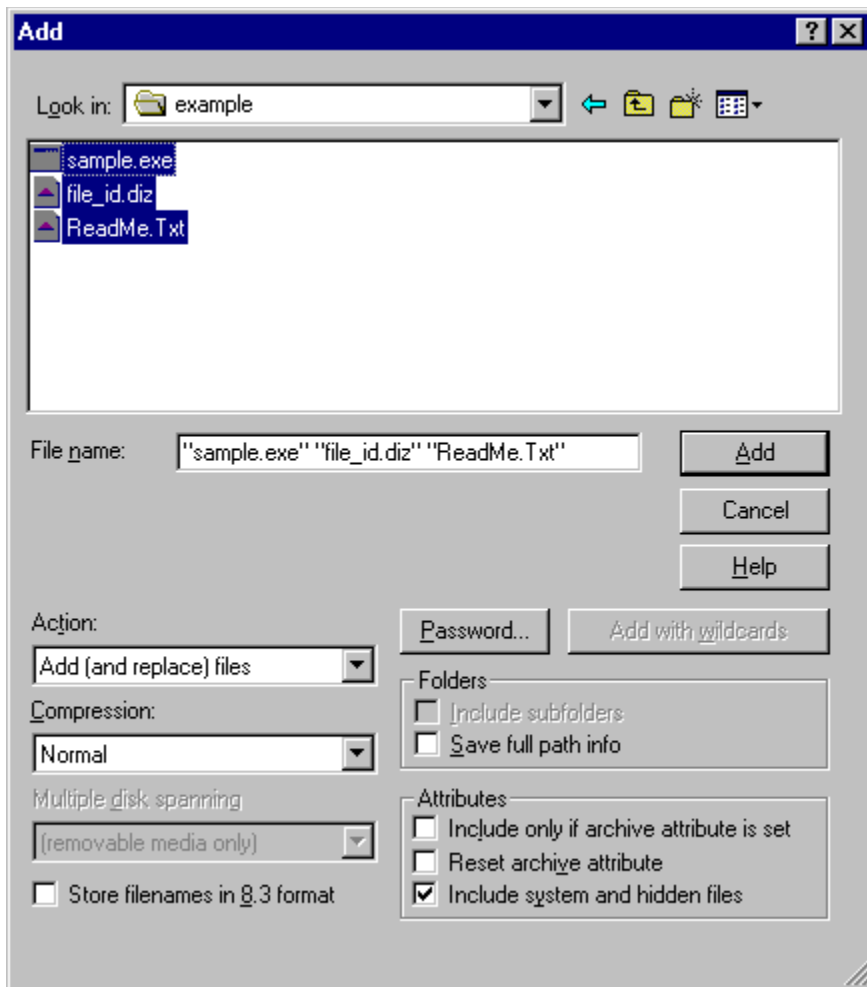 Add
Look in: example
sample.exe
file_id.diz
ReadMe.Txt
File name: "sample.exe" "file_id.diz" "ReadMe.Txt" Add
Cancel
Help
Action: Password... Add with wildcards
Add (and replace) files
Folders
Compression: Include subfolders
Normal Save full path info
Multiple disk spanning Attributes
(removable media only) Include only if archive attribute is set
Reset archive attribute
Store filenames in 8.3 format Include system and hidden files